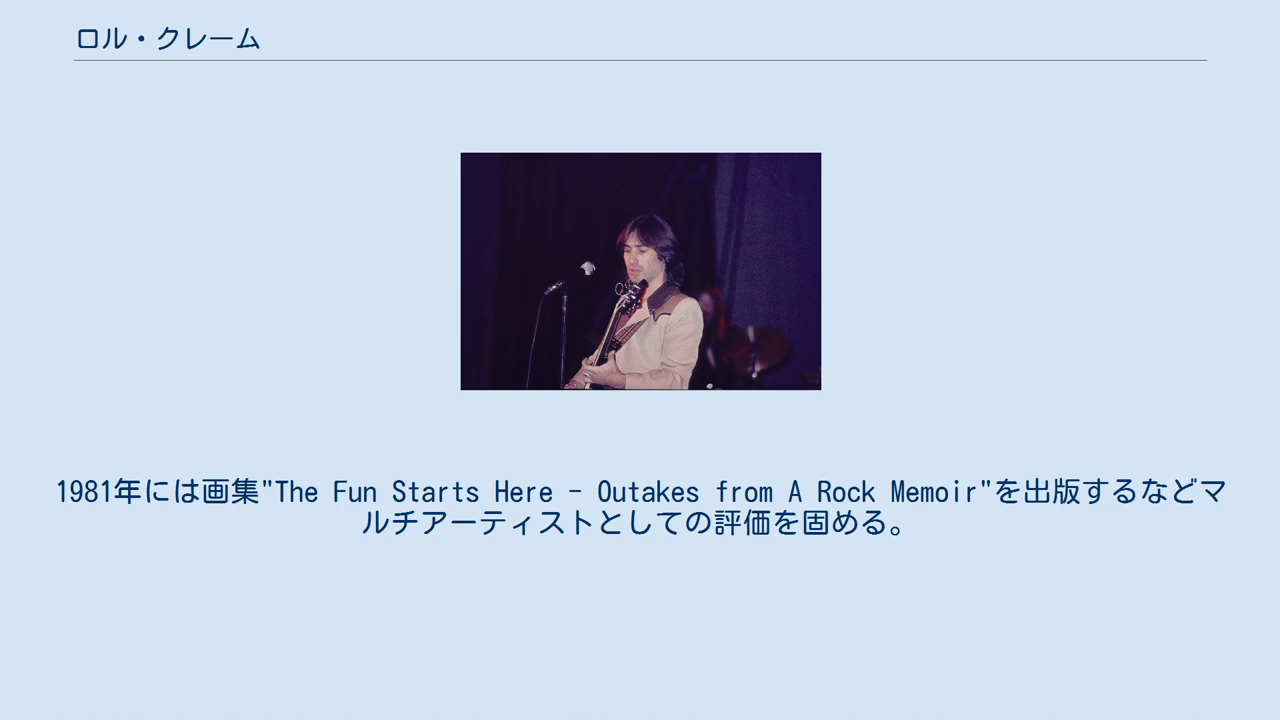 ロル・クレーム
1981年には画集"The Fun Starts Here - Outakes from A Rock Memoir"を出版するなどマ
ルチアーティストとしての評価を固める。